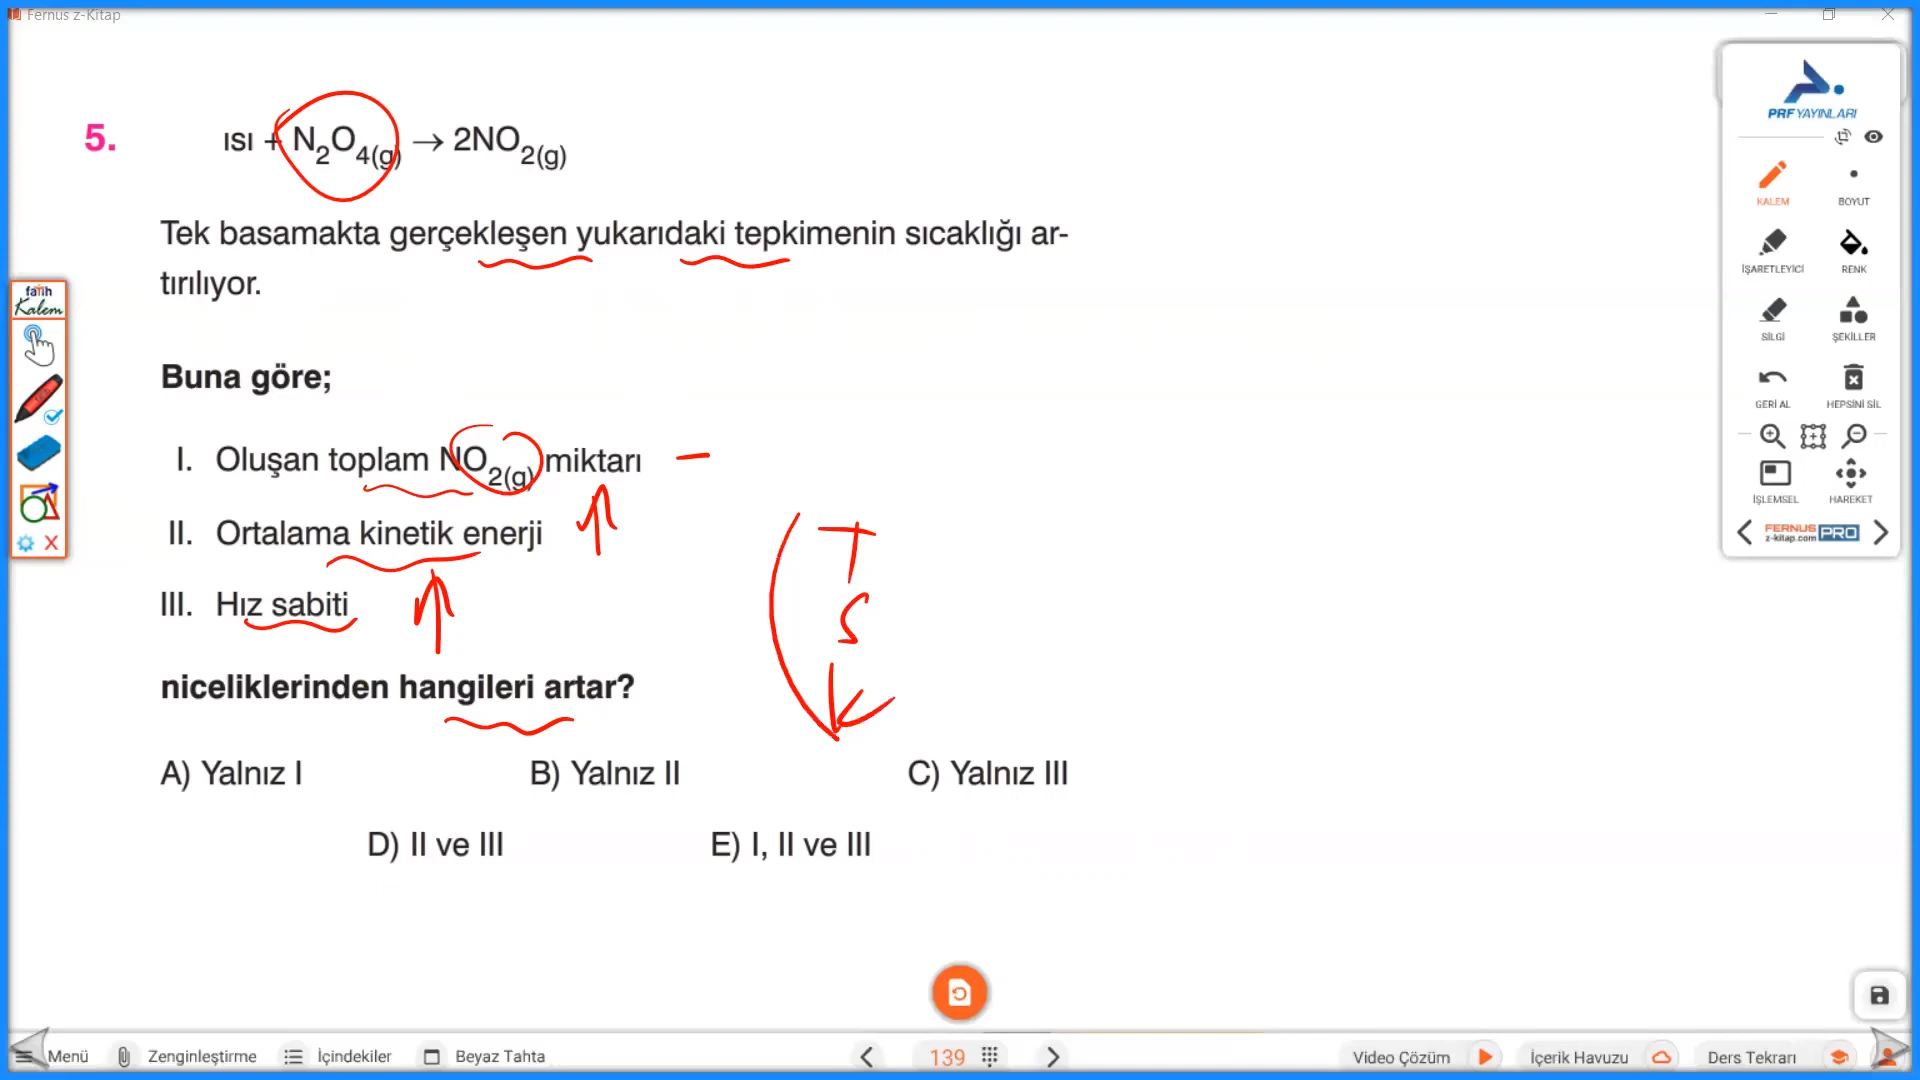 Fernus z-Kitap
5. ısı + N2O4(g) → 2NO2(g)
Tek basamakta gerçekleşen yukarıdaki tepkimenin sıcaklığı ar-
tırılıyor.
Buna göre;
I. Oluşan toplam NO2(g) miktarı
II. Ortalama kinetik enerji
III. Hız sabiti
T
S
niceliklerinden hangileri artar?
A) Yalnız I B) Yalnız II C) Yalnız III
D) II ve III E) I, II ve III
fatih
Kalem
PRF YAYINLARI
KALEM BOYUT
İŞARETLEYİCİ RENK
SİLGİ ŞEKİLLER
GERİ AL HEPSİNİ SİL
İŞLEMSEL HAREKET
FERNUS
z-kitap.com PRO
Menü Zenginleştirme İçindekiler Beyaz Tahta 139 Video Çözüm İçerik Havuzu Ders Tekrarı